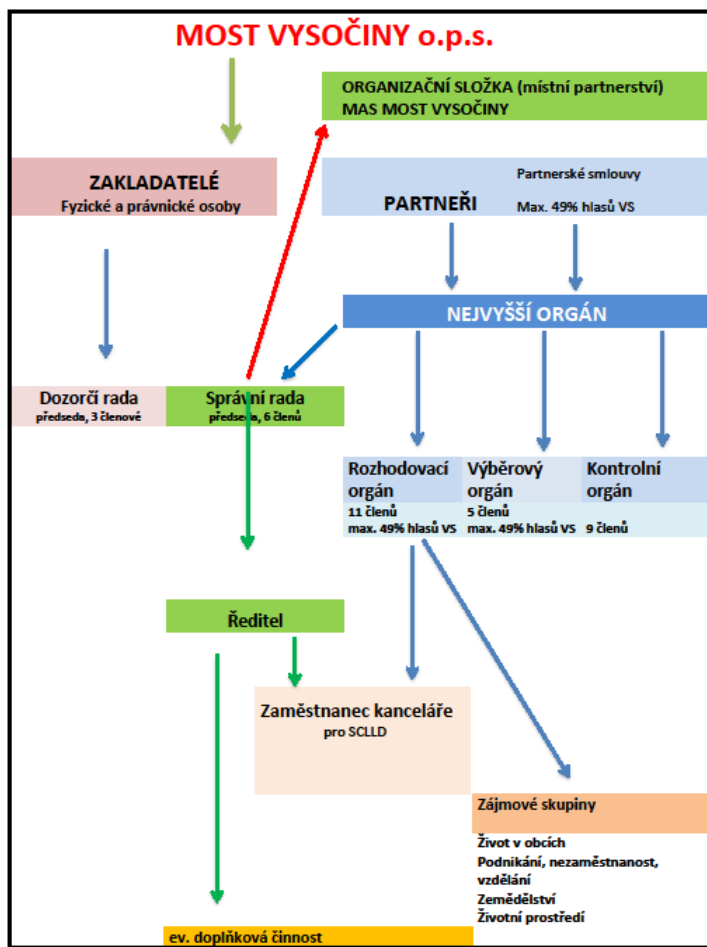 MOST VYSOČINY o.p.s.
ORGANIZAČNÍ SLOŽKA (místní partnerství)
MAS MOST VYSOČINY
ZAKLADATELÉ
Fyzické a právnické osoby
PARTNEŘI
Partnerské smlouvy
Max. 49% hlasů VS
NEJVYŠŠÍ ORGÁN
Dozorčí rada
předseda, 3 členové
Správní rada
předseda, 6 členů
Rozhodovací
orgán
11 členů
max. 49% hlasů VS
Výběrový
orgán
5 členů
max. 49% hlasů VS
Kontrolní
orgán
9 členů
Ředitel
Zaměstnanec kanceláře
pro SCLLD
Zájmové skupiny
Život v obcích
Podnikání, nezaměstnanost,
vzdělání
Zemědělství
Životní prostředí
ev. doplňková činnost